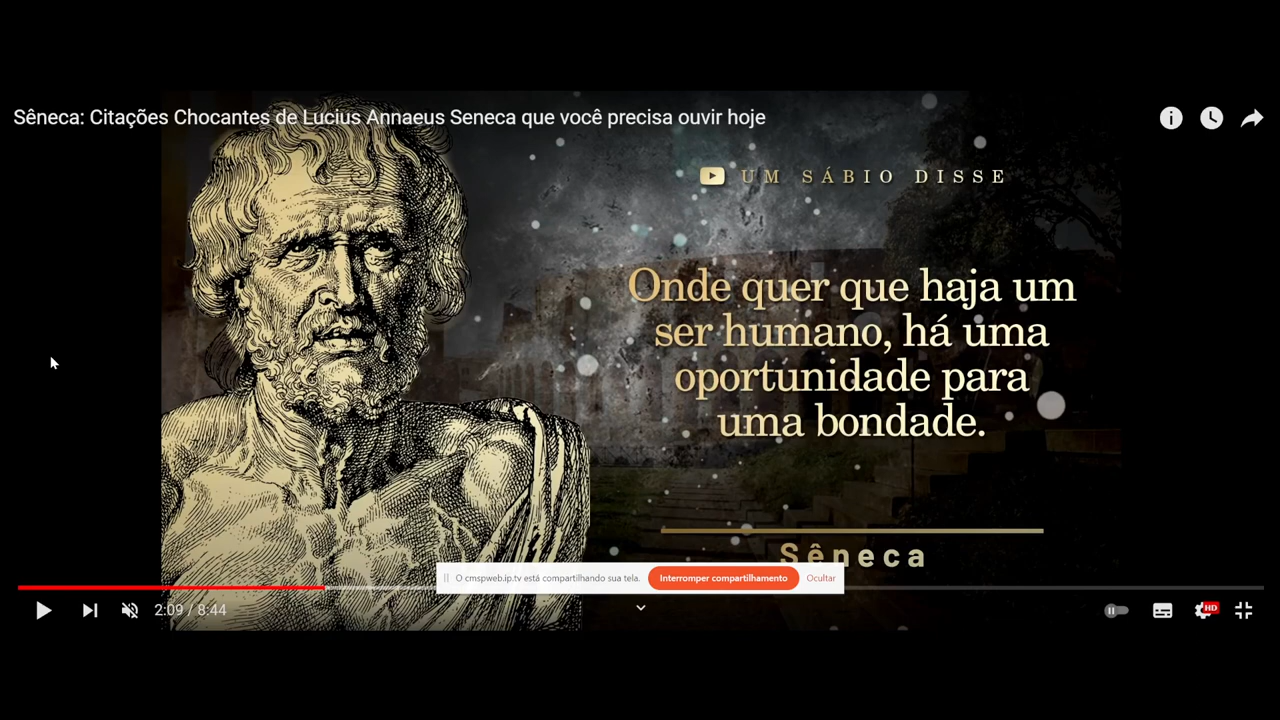 Sêneca: Citações Chocantes de Lucius Annaeus Seneca que você precisa ouvir hoje
UM SÁBIO DISSE
Onde quer que haja um
ser humano, há uma
oportunidade para
uma bondade.
Sêneca
O cmspweb.ip.tv está compartilhando sua tela. Interromper compartilhamento Ocultar
2:09 / 8:44
HD